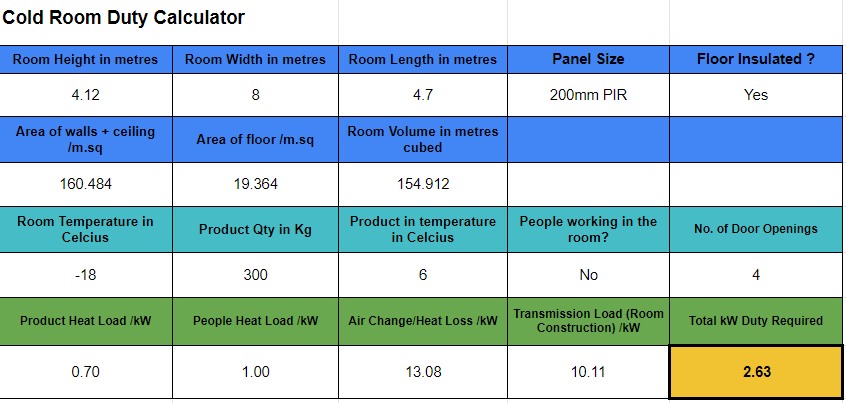 Cold Room Duty Calculator
Room Height in metres
Room Width in metres
Room Length in metres
Panel Size
Floor Insulated ?
4.12
8
4.7
200mm PIR
Yes
Area of walls + ceiling
/m.sq
Area of floor /m.sq
Room Volume in metres
cubed
160.484
19.364
154.912
Room Temperature in
Celcius
Product Qty in Kg
Product in temperature
in Celcius
People working in the
room?
No. of Door Openings
-18
300
6
No
4
Product Heat Load /kW
People Heat Load /kW
Air Change/Heat Loss /kW
Transmission Load (Room
Construction) /kW
Total kW Duty Required
0.70
1.00
13.08
10.11
2.63